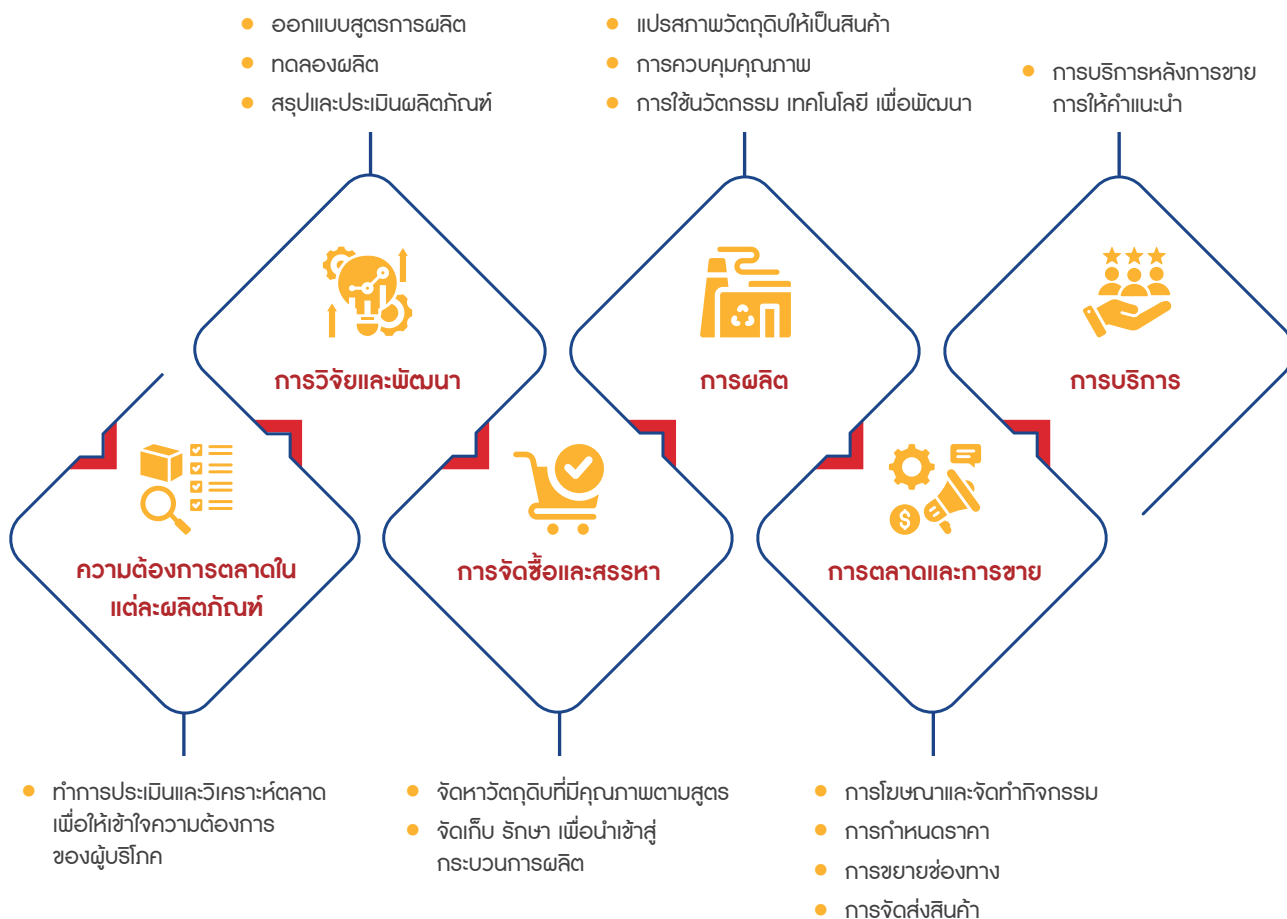 ออกแบบสูตรการผลิต
ทดลองผลิต
สรุปและประเมินผลิตภัณฑ์
แปรสภาพวัตถุดิบให้เป็นสินค้า
การควบคุมคุณภาพ
การใช้นวัตกรรม เทคโนโลยี เพื่อพัฒนา
การบริการหลังการขาย
การให้คำแนะนำ
การวิจัยและพัฒนา
การผลิต
การบริการ
ความต้องการตลาดใน
แต่ละผลิตภัณฑ์
การจัดซื้อและสรรหา
การตลาดและการขาย
ทำการประเมินและวิเคราะห์ตลาด
เพื่อให้เข้าใจความต้องการ
ของผู้บริโภค
จัดหาวัตถุดิบที่มีคุณภาพตามสูตร
จัดเก็บ รักษา เพื่อนำเข้าสู่
กระบวนการผลิต
การโฆษณาและจัดทำกิจกรรม
การกำหนดราคา
การขยายช่องทาง
การจัดส่งสินค้า